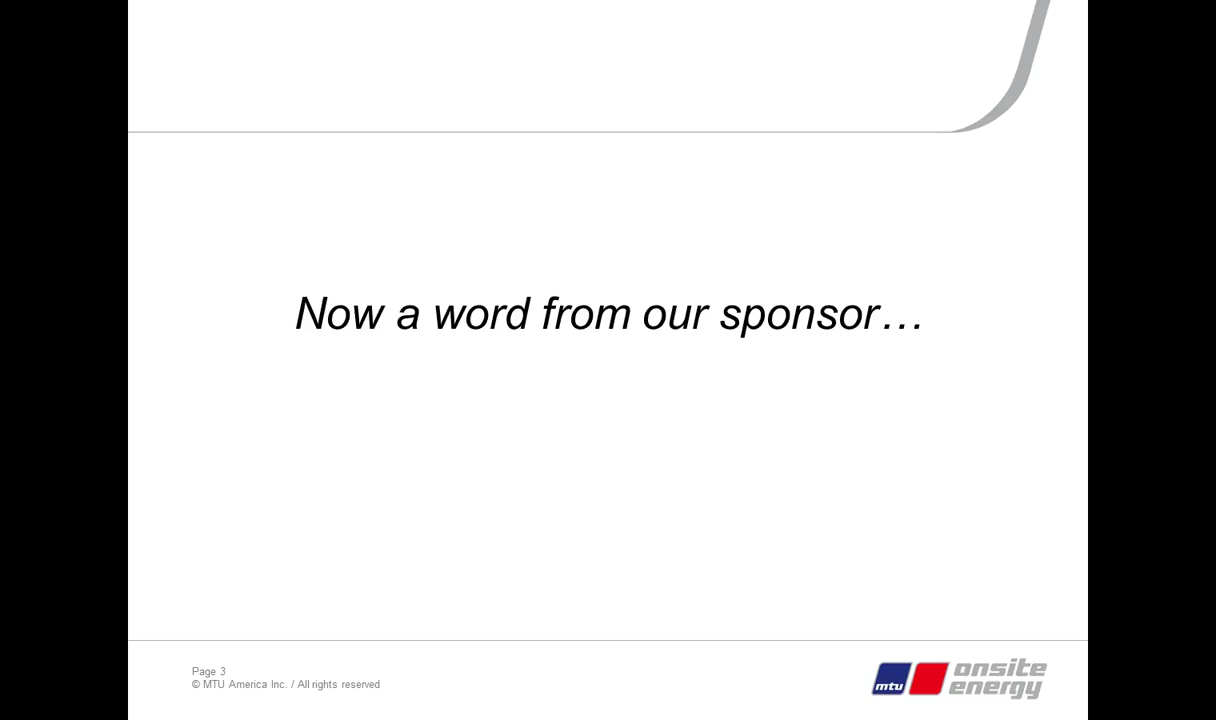 Now a word from our sponsor…
Page 3
© MTU America Inc. / All rights reserved
mtu
onsite
energy